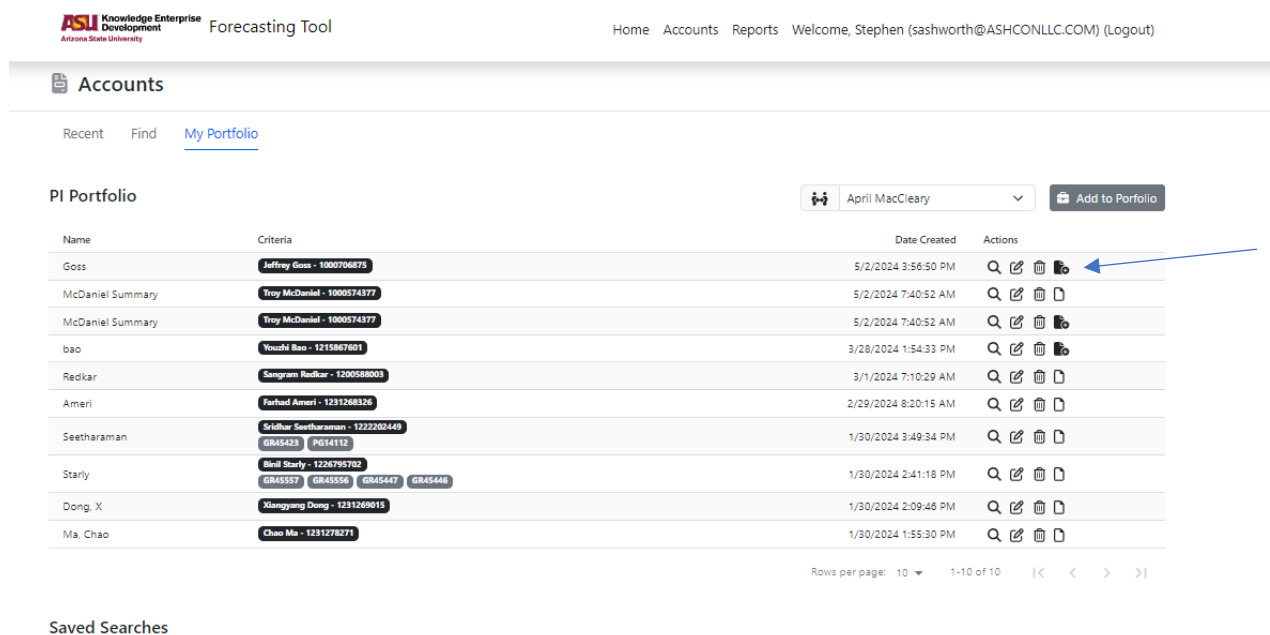 ASU Knowledge Enterprise Development
Arizona State University
Forecasting Tool
Home Accounts Reports Welcome, Stephen (sashworth@ASHCONLLC.COM) (Logout)
Accounts
Recent Find My Portfolio
PI Portfolio
April MacCleary
Add to Porfolio
Name Criteria Date Created Actions
Goss Jeffrey Goss - 1000706875 5/2/2024 3:56:50 PM
McDaniel Summary Troy McDaniel - 1000574377 5/2/2024 7:40:52 AM
McDaniel Summary Troy McDaniel - 1000574377 5/2/2024 7:40:52 AM
bao Youzhi Bao - 1215867601 3/28/2024 1:54:33 PM
Redkar Sangram Redkar - 1200588003 3/1/2024 7:10:29 AM
Ameri Farhad Ameri - 1231268326 2/29/2024 8:20:15 AM
Seetharaman Sridhar Seetharaman - 1222202449 1/30/2024 3:49:34 PM
GR45423 PG14112
Starly Binil Starly - 1226795702 1/30/2024 2:41:18 PM
GR45557 GR45556 GR45447 GR45446
Dong, X Xiangyang Dong - 1231269015 1/30/2024 2:09:46 PM
Ma, Chao Chao Ma - 1231278271 1/30/2024 1:55:30 PM
Rows per page: 10 1-10 of 10
Saved Searches